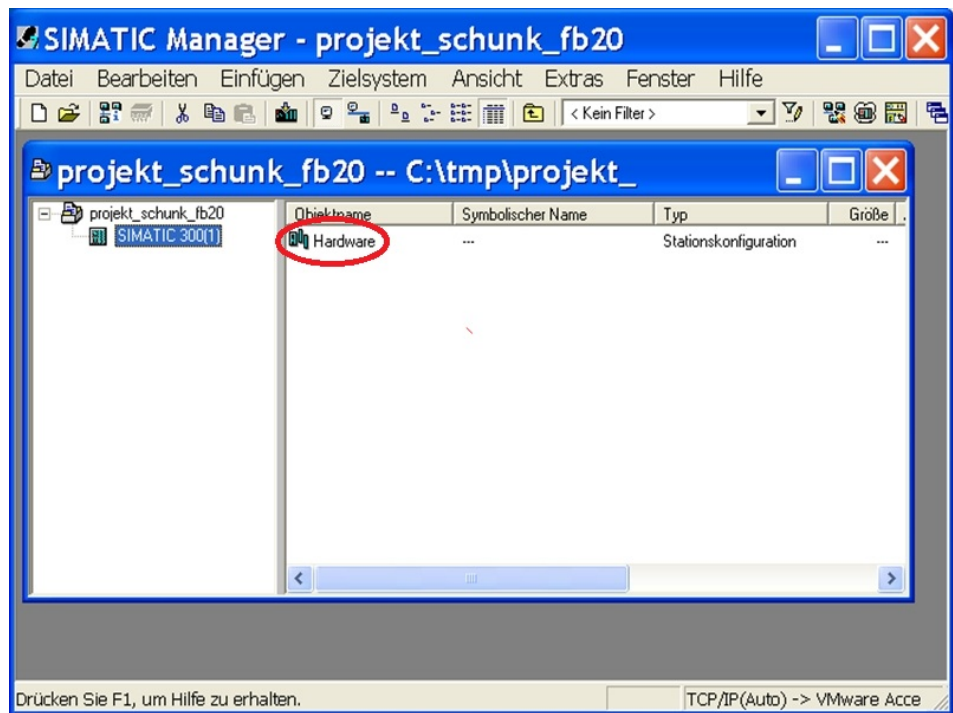 SIMATIC Manager - projekt_schunk_fb20
Datei Bearbeiten Einfügen Zielsystem Ansicht Extras Fenster Hilfe
< Kein Filter >
projekt_schunk_fb20 -- C:\tmp\projekt_
projekt_schunk_fb20
SIMATIC 300(1)
Objektname Symbolischer Name Typ Größe .
Hardware --- Stationskonfiguration ---
Drücken Sie F1, um Hilfe zu erhalten. TCP/IP(Auto) -> VMware Acce